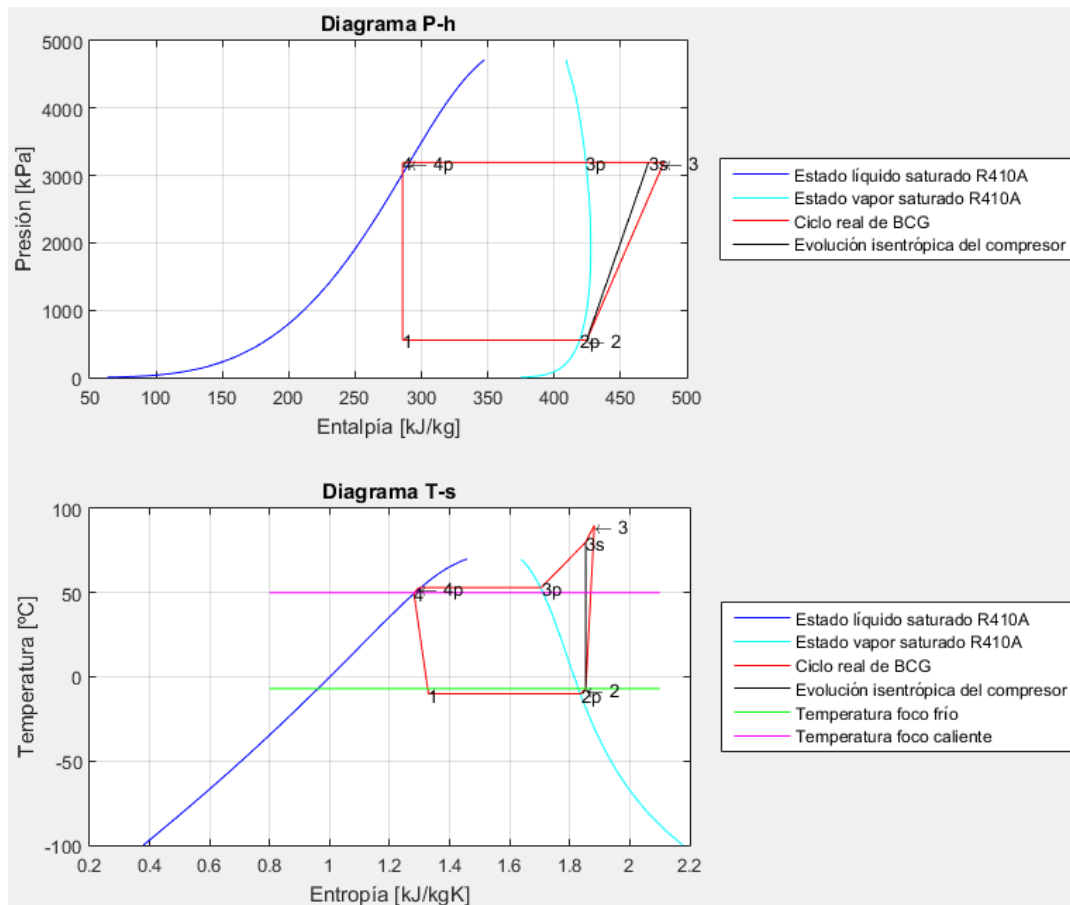 Diagrama P-h
5000
4000
3000
2000
1000
0
Presión [kPa]
4 ← 4p
3p
3s ← 3
1
2p ← 2
50 100 150 200 250 300 350 400 450 500
Entalpía [kJ/kg]
Estado líquido saturado R410A
Estado vapor saturado R410A
Ciclo real de BCG
Evolución isentrópica del compresor
Diagrama T-s
100
50
0
-50
-100
Temperatura [ºC]
← 3
3s
4 ← 4p
3p
1
2p ← 2
0.2 0.4 0.6 0.8 1 1.2 1.4 1.6 1.8 2 2.2
Entropía [kJ/kgK]
Estado líquido saturado R410A
Estado vapor saturado R410A
Ciclo real de BCG
Evolución isentrópica del compresor
Temperatura foco frío
Temperatura foco caliente